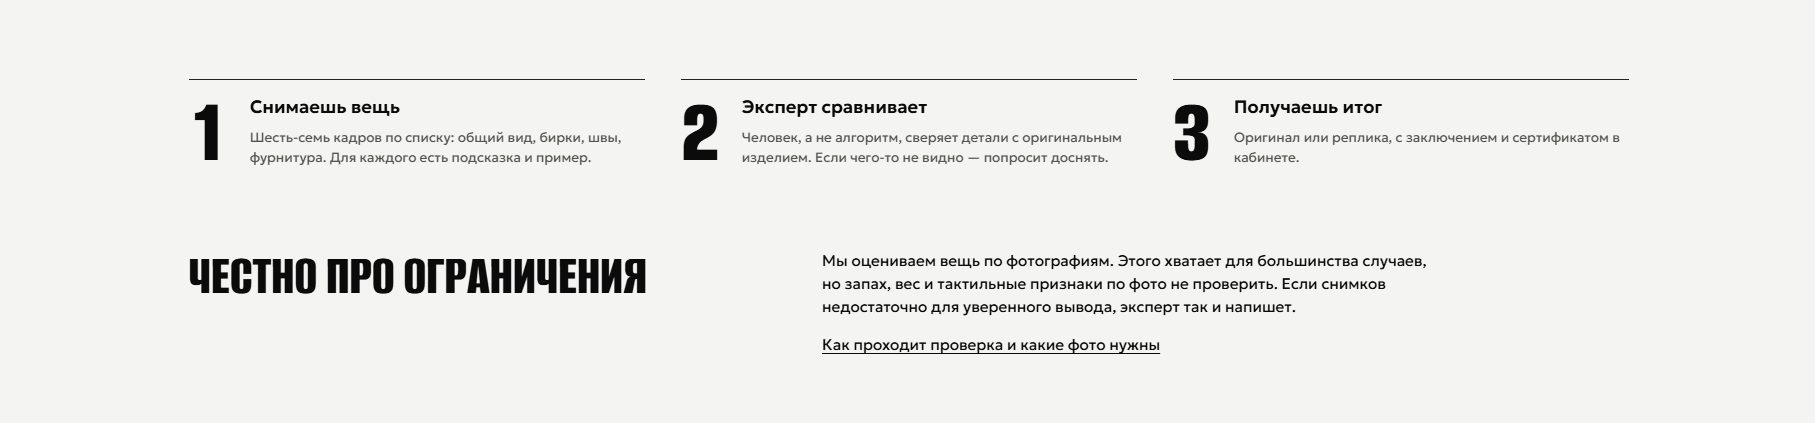 1
Снимаешь вещь
Шесть-семь кадров по списку: общий вид, бирки, швы,
фурнитура. Для каждого есть подсказка и пример.
2
Эксперт сравнивает
Человек, а не алгоритм, сверяет детали с оригинальным
изделием. Если чего-то не видно — попросит доснять.
3
Получаешь итог
Оригинал или реплика, с заключением и сертификатом в
кабинете.
ЧЕСТНО ПРО ОГРАНИЧЕНИЯ
Мы оцениваем вещь по фотографиям. Этого хватает для большинства случаев,
но запах, вес и тактильные признаки по фото не проверить. Если снимков
недостаточно для уверенного вывода, эксперт так и напишет.
Как проходит проверка и какие фото нужны